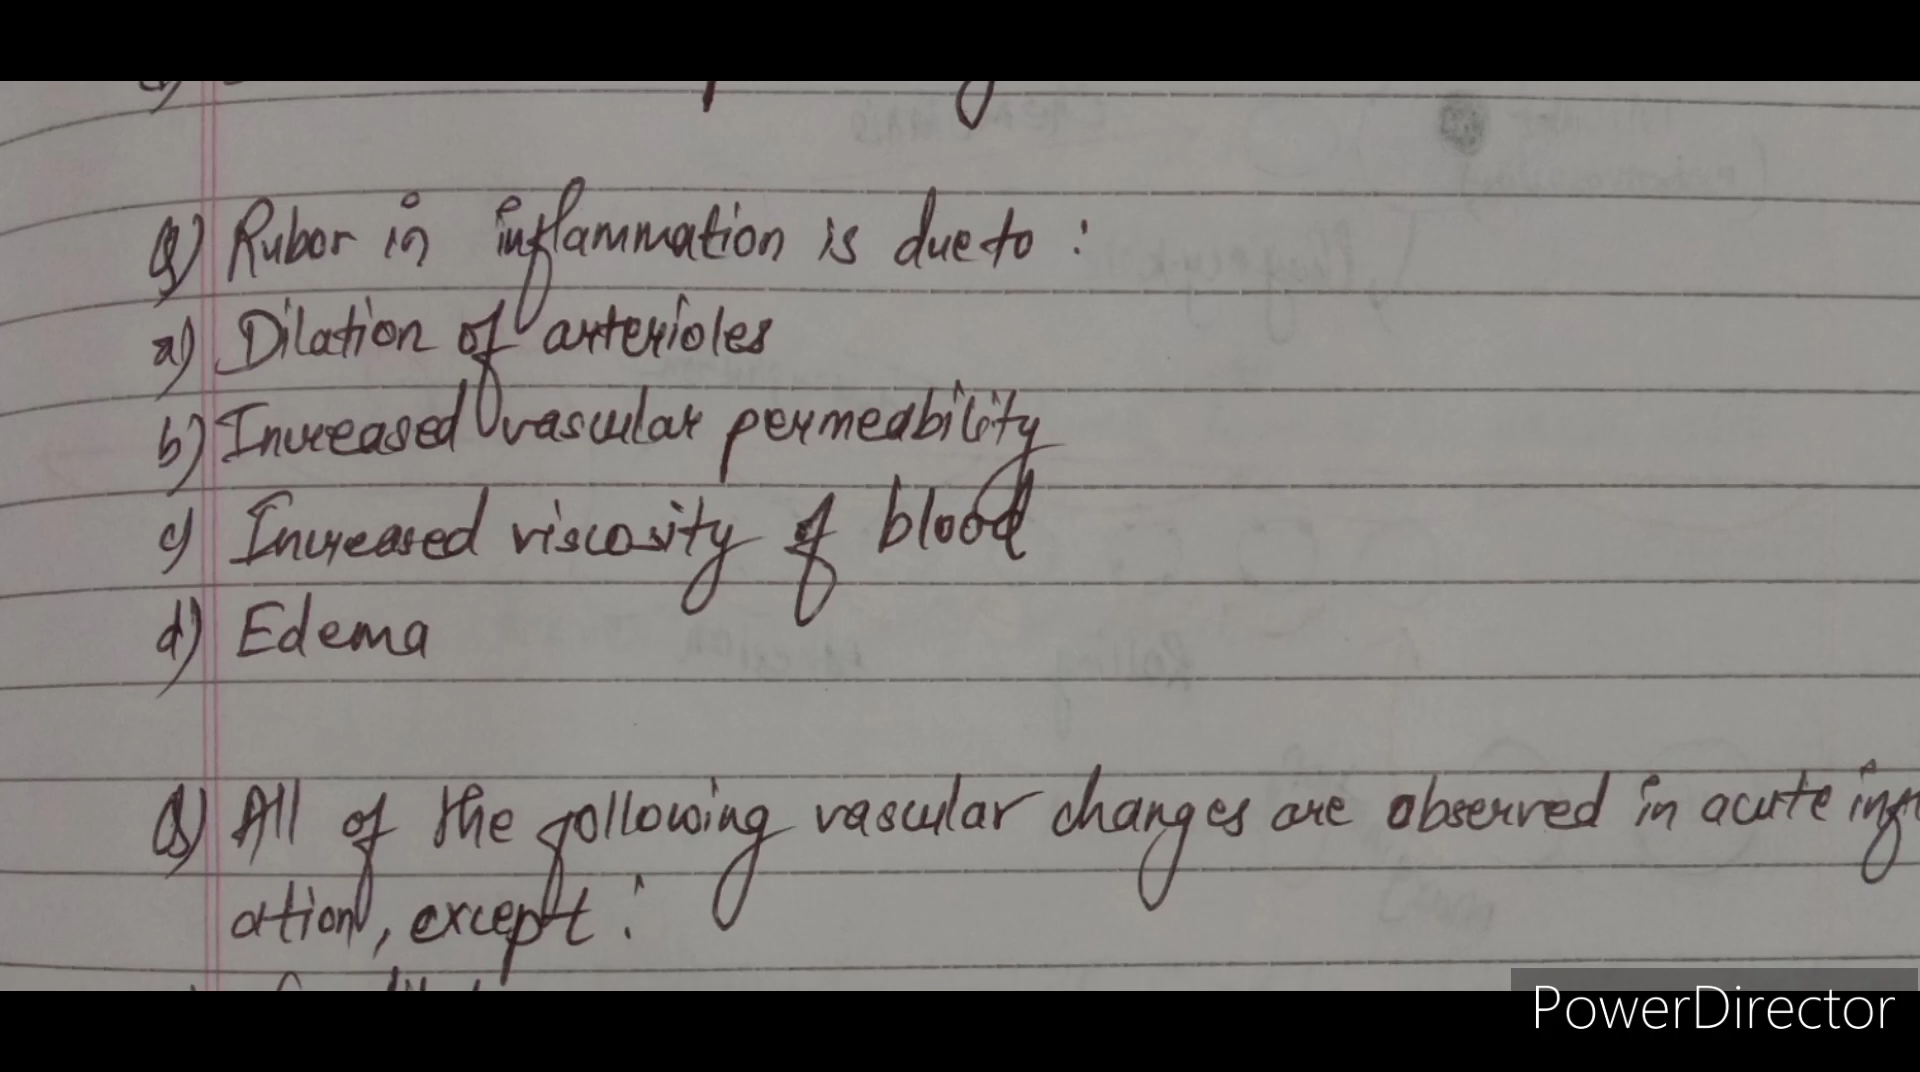 Q) Rubor in inflammation is due to :
a) Dilation of arterioles
b) Increased vascular permeability
c) Increased viscosity of blood
d) Edema
Q) All of the following vascular changes are observed in acute infl
ation, except :
PowerDirector